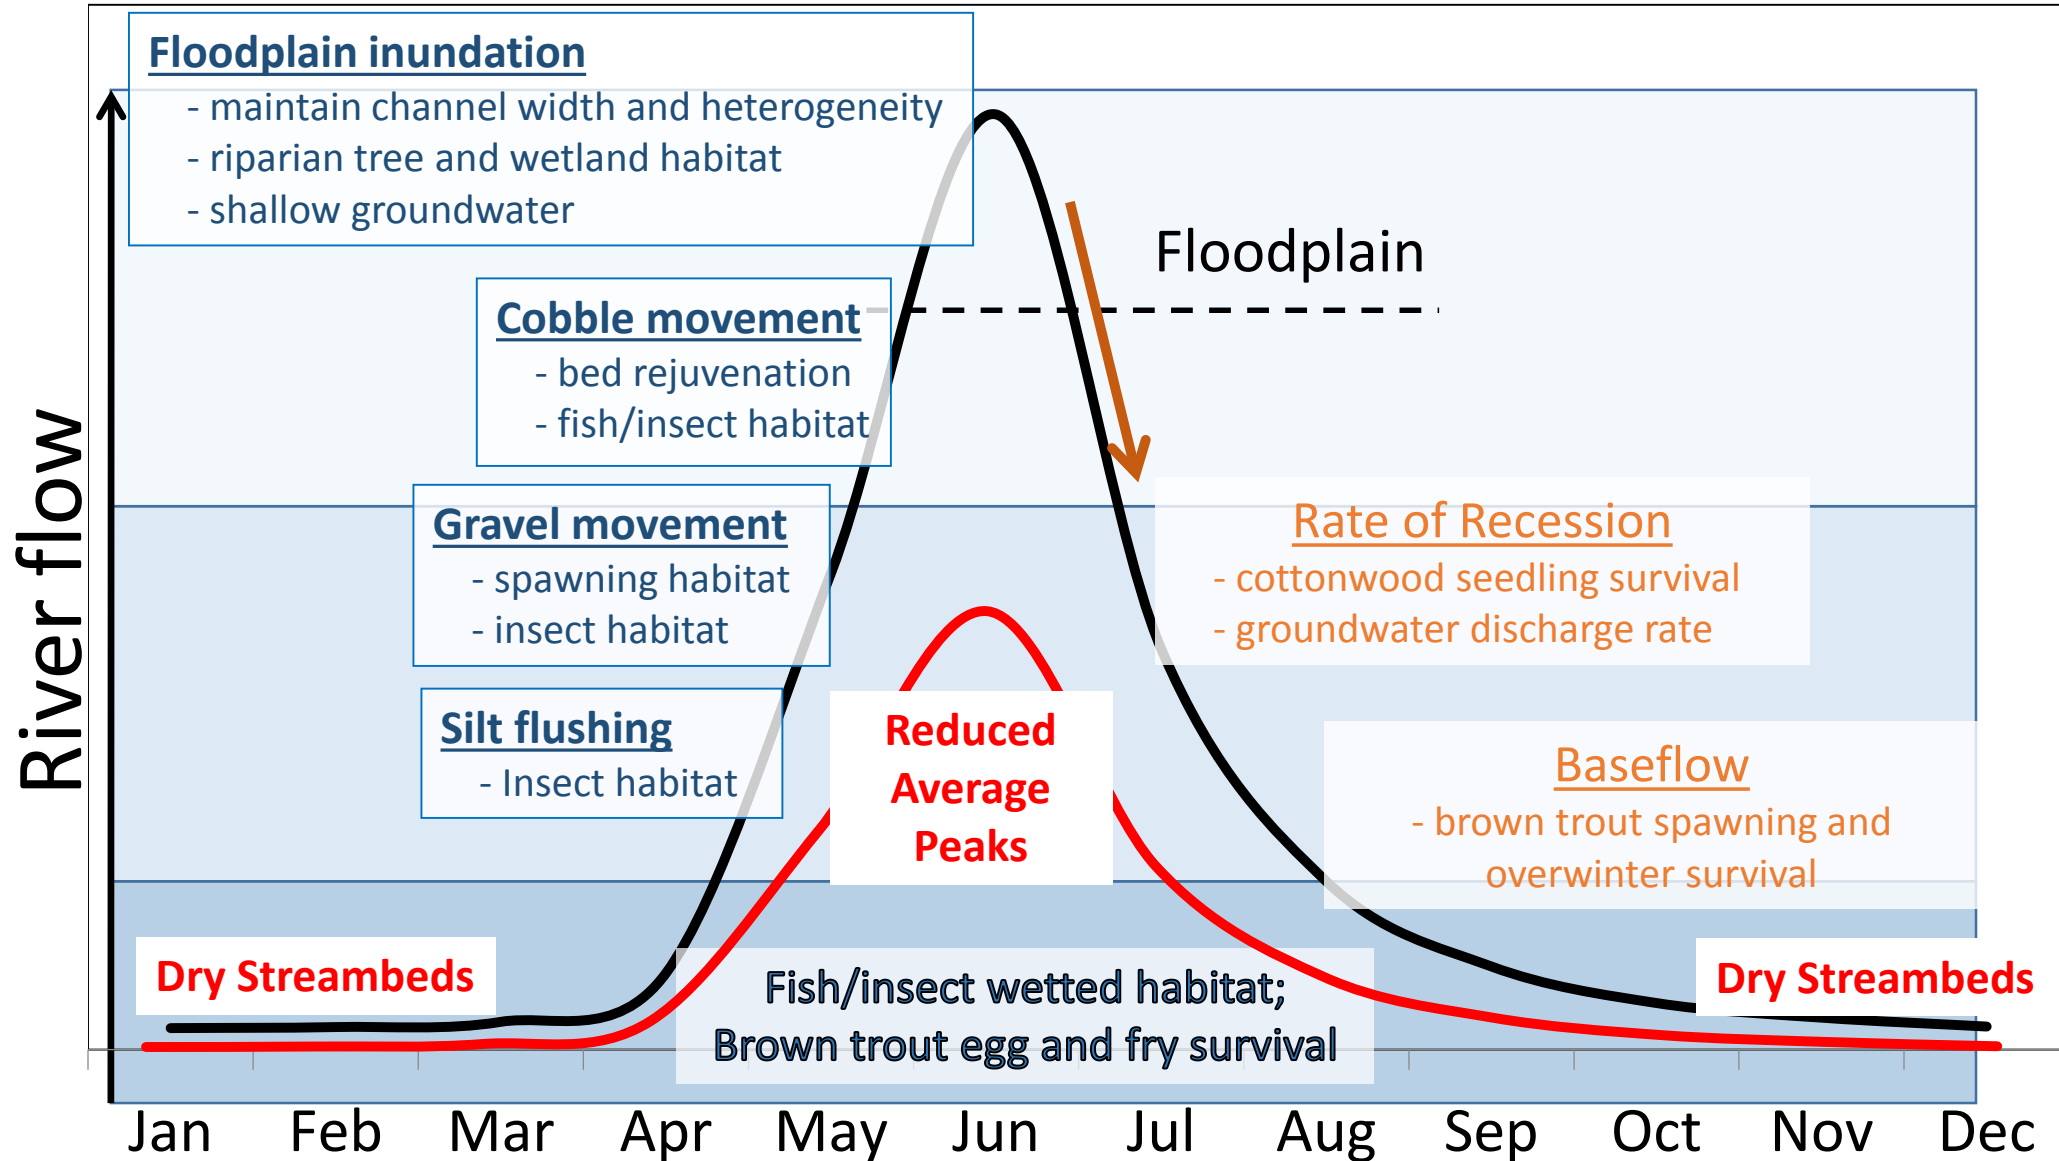 Floodplain inundation
- maintain channel width and heterogeneity
- riparian tree and wetland habitat
- shallow groundwater
Floodplain
Cobble movement
- bed rejuvenation
- fish/insect habitat
Gravel movement
- spawning habitat
- insect habitat
Rate of Recession
- cottonwood seedling survival
- groundwater discharge rate
River flow
Silt flushing
- Insect habitat
Reduced
Average
Peaks
Baseflow
- brown trout spawning and
overwinter survival
Dry Streambeds
Fish/insect wetted habitat;
Brown trout egg and fry survival
Dry Streambeds
Jan Feb Mar Apr May Jun Jul Aug Sep Oct Nov Dec